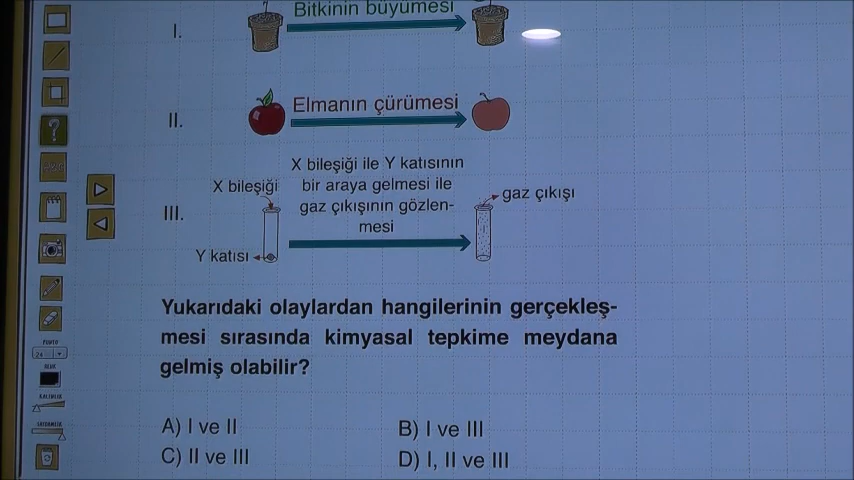 Bitkinin büyümesi
I.
Elmanın çürümesi
II.
X bileşiği ile Y katısının
bir araya gelmesi ile
gaz çıkışının gözlen-
mesi
X bileşiği
gaz çıkışı
III.
Y katısı
Yukarıdaki olaylardan hangilerinin gerçekleş-
mesi sırasında kimyasal tepkime meydana
gelmiş olabilir?
A) I ve II
B) I ve III
C) II ve III
D) I, II ve III
24
KALINLIK